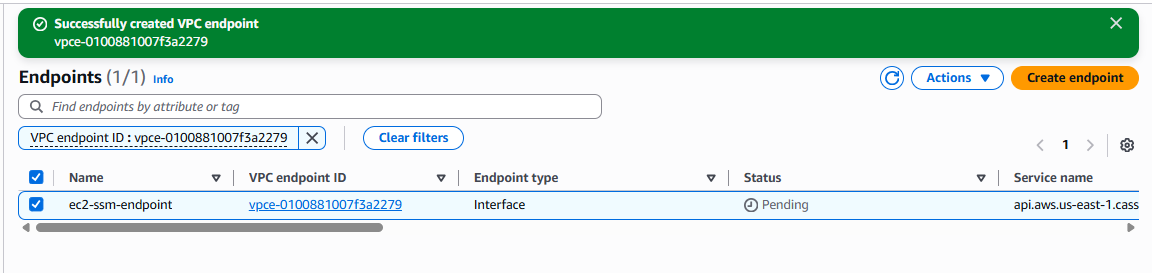 Successfully created VPC endpoint
vpce-0100881007f3a2279
Endpoints (1/1) Info
Actions
Create endpoint
Find endpoints by attribute or tag
VPC endpoint ID : vpce-0100881007f3a2279
Clear filters
1
Name VPC endpoint ID Endpoint type Status Service name
ec2-ssm-endpoint vpce-0100881007f3a2279 Interface Pending api.aws.us-east-1.cass